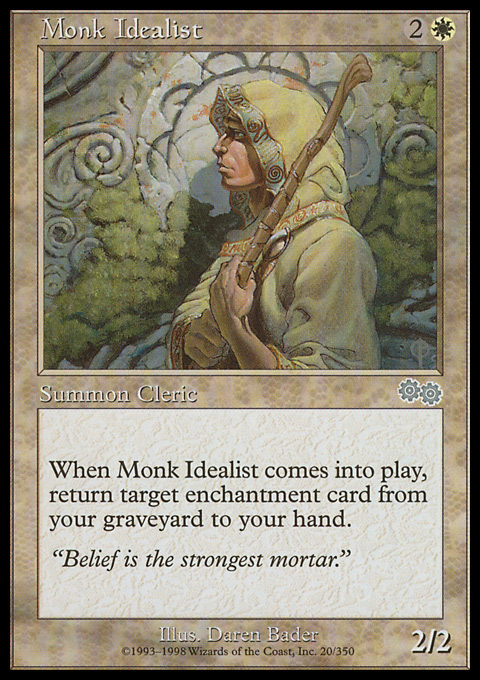 Monk Idealist 2
Summon Cleric
When Monk Idealist comes into play,
return target enchantment card from
your graveyard to your hand.
“Belief is the strongest mortar.”
Illus. Daren Bader
©1993–1998 Wizards of the Coast, Inc. 20/350
2/2